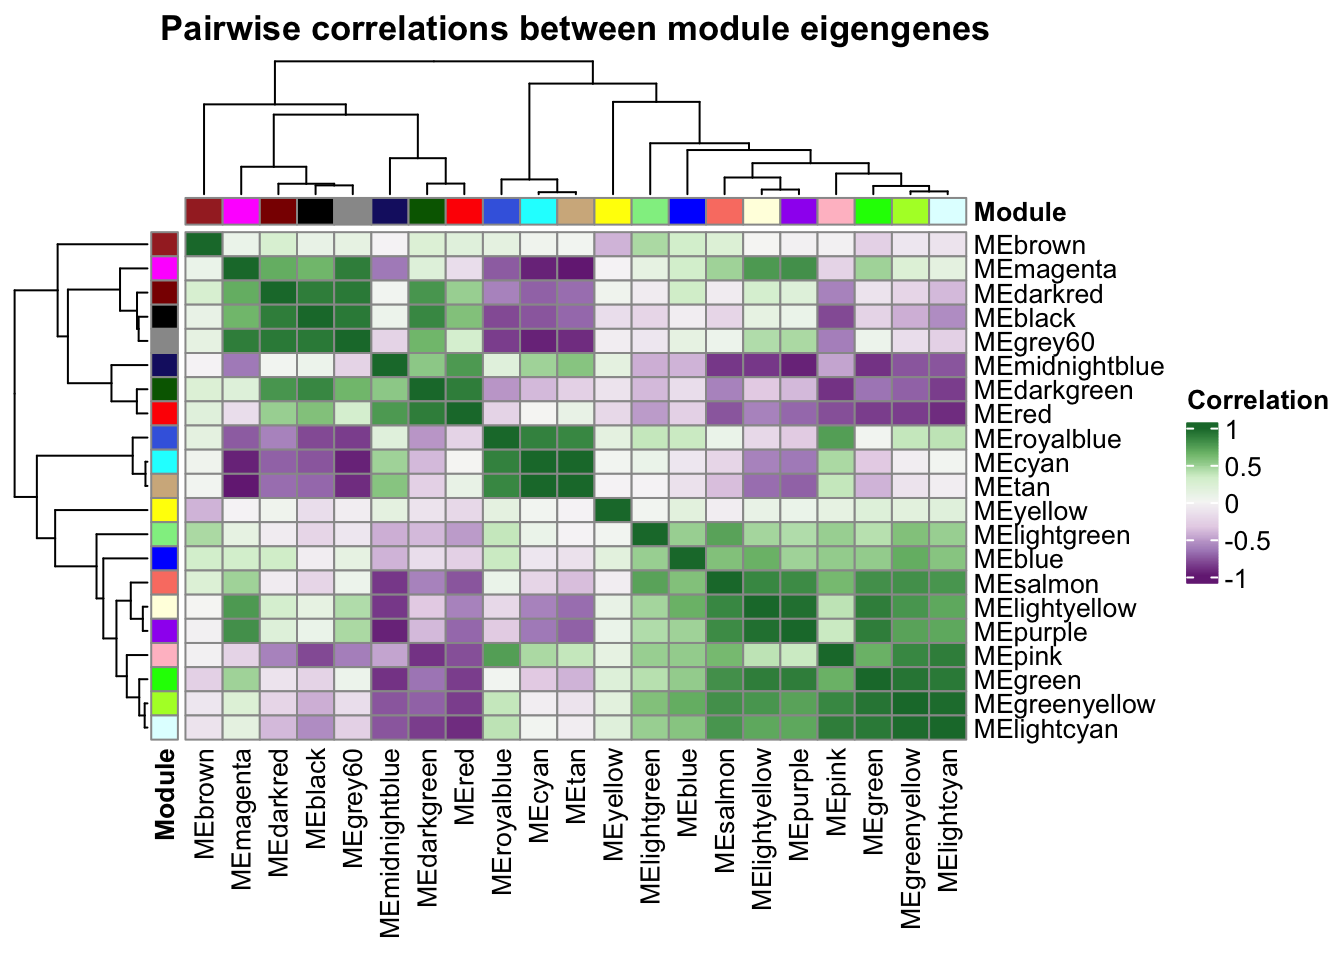 Pairwise correlations between module eigengenes
Module
MEbrown
MEmagenta
MEdarkred
MEblack
MEgrey60
MEmidnightblue
MEdarkgreen
MEred
MEroyalblue
MEcyan
MEtan
MEyellow
MElightgreen
MEblue
MEsalmon
MElightyellow
MEpurple
MEpink
MEgreen
MEgreenyellow
MElightcyan
Correlation
1
0.5
0
-0.5
-1
Module
MEbrown
MEmagenta
MEdarkred
MEblack
MEgrey60
MEmidnightblue
MEdarkgreen
MEred
MEroyalblue
MEcyan
MEtan
MEyellow
MElightgreen
MEblue
MEsalmon
MElightyellow
MEpurple
MEpink
MEgreen
MEgreenyellow
MElightcyan